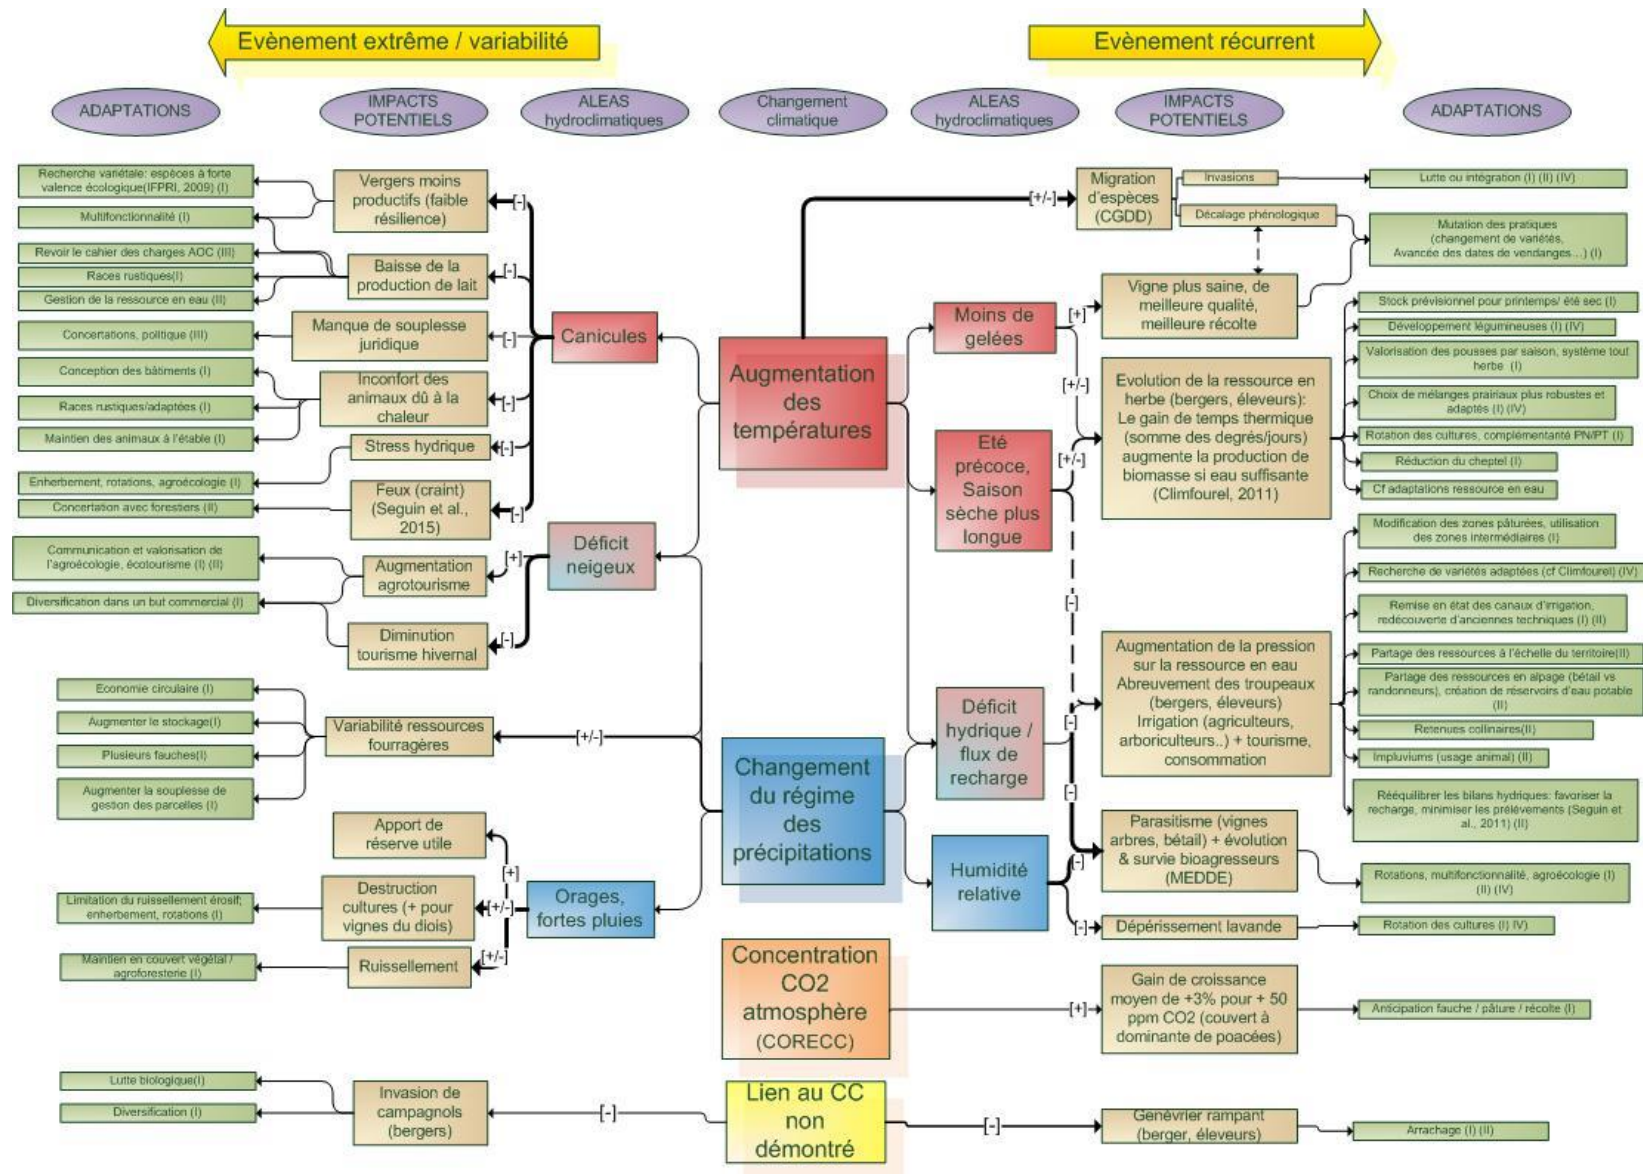 Evènement extrême / variabilité
Evènement récurrent
ADAPTATIONS
IMPACTS
POTENTIELS
ALEAS
hydroclimatiques
Changement
climatique
ALEAS
hydroclimatiques
IMPACTS
POTENTIELS
ADAPTATIONS
Recherche variétale: espèces à forte
valence écologique(IFPRI, 2009) (I)
Multifonctionnalité (I)
Revoir le cahier des charges AOC (III)
Races rustiques(I)
Gestion de la ressource en eau (II)
Concertations, politique (III)
Conception des bâtiments (I)
Races rustiques/adaptées (I)
Maintien des animaux à l'étable (I)
Enherbement, rotations, agroécologie (I)
Concertation avec forestiers (II)
Communication et valorisation de
l'agroécologie, écotourisme (I) (II)
Diversification dans un but commercial (I)
Economie circulaire (I)
Augmenter le stockage(I)
Plusieurs fauches(I)
Augmenter la souplesse de
gestion des parcelles (I)
Limitation du ruissellement érosif;
enherbement, rotations (I)
Maintien en couvert végétal /
agroforesterie (I)
Lutte biologique(I)
Diversification (I)
Vergers moins
productifs (faible
résilience)
Baisse de la
production de lait
Manque de souplesse
juridique
Inconfort des
animaux dû à la
chaleur
Stress hydrique
Feux (craint)
(Seguin et al.,
2015)
Augmentation
agrotourisme
Diminution
tourisme hivernal
Variabilité ressources
fourragères
Apport de
réserve utile
Destruction
cultures (+ pour
vignes du diois)
Ruissellement
Invasion de
campagnols
(bergers)
[-]
[-]
[-]
[-]
[-]
[-]
[+]
[-]
[+/-]
[+]
[+/-]
[+/-]
[-]
Canicules
Déficit
neigeux
Orages,
fortes pluies
Augmentation
des
températures
Changement
du régime
des
précipitations
Concentration
CO2
atmosphère
(CORECC)
Lien au CC
non
démontré
Moins de
gelées
Eté
précoce,
Saison
sèche plus
longue
Déficit
hydrique /
flux de
recharge
Humidité
relative
[+/-]
[+]
[+/-]
[+/-]
[-]
[-]
[-]
[-]
[-]
[+]
[-]
Migration
d'espèces
(CGDD)
Invasions
Décalage phénologique
Vigne plus saine, de
meilleure qualité,
meilleure récolte
Evolution de la ressource en
herbe (bergers, éleveurs):
Le gain de temps thermique
(somme des degrés/jours)
augmente la production de
biomasse si eau suffisante
(Climfourel, 2011)
Augmentation de la pression
sur la ressource en eau
Abreuvement des troupeaux
(bergers, éleveurs)
Irrigation (agriculteurs,
arboriculteurs..) + tourisme,
consommation
Parasitisme (vignes
arbres, bétail) + évolution
& survie bioagresseurs
(MEDDE)
Dépérissement lavande
Gain de croissance
moyen de +3% pour + 50
ppm CO2 (couvert à
dominante de poacées)
Genévrier rampant
(berger, éleveurs)
Lutte ou intégration (I) (II) (IV)
Mutation des pratiques
(changement de variétés,
Avancée des dates de vendanges...) (I)
Stock prévisionnel pour printemps/ été sec (I)
Développement légumineuses (I) (IV)
Valorisation des pousses par saison, système tout
herbe (I)
Choix de mélanges prairiaux plus robustes et
adaptés (I) (IV)
Rotation des cultures, complémentarité PN/PT (I)
Réduction du cheptel (I)
Cf adaptations ressource en eau
Modification des zones pâturées, utilisation
des zones intermédiaires (I)
Recherche de variétés adaptées (cf Climfourel) (IV)
Remise en état des canaux d'irrigation,
redécouverte d'anciennes techniques (I) (II)
Partage des ressources à l'échelle du territoire(II)
Partage des ressources en alpage (bétail vs
randonneurs), création de réservoirs d'eau potable
(II)
Retenues collinaires(II)
Impluviums (usage animal) (II)
Rééquilibrer les bilans hydriques: favoriser la
recharge, minimiser les prélévements (Seguin et
al., 2011) (II)
Rotations, multifonctionnalité, agroécologie (I)
(II) (IV)
Rotation des cultures (I) IV)
Anticipation fauche / pâture / récolte (I)
Arrachage (I) (II)